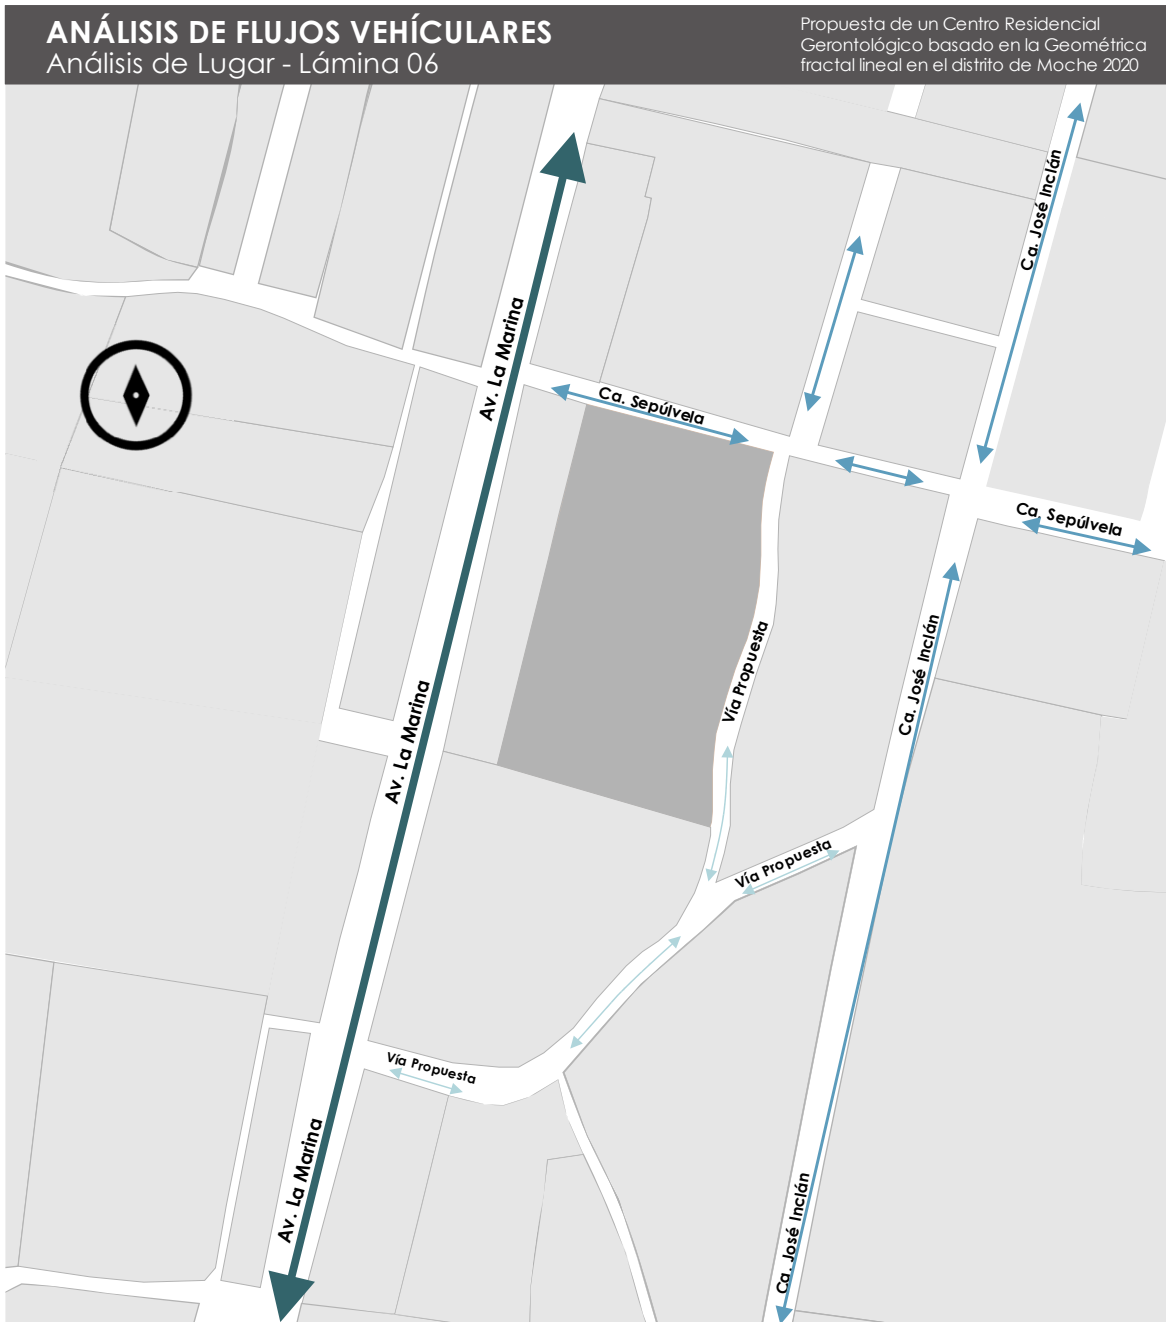 ANÁLISIS DE FLUJOS VEHÍCULARES
Análisis de Lugar - Lámina 06
Propuesta de un Centro Residencial
Gerontológico basado en la Geométrica
fractal lineal en el distrito de Moche 2020
Ca. José Inclán
Av. La Marina
Ca. Sepúlvela
Ca. Sepúlvela
Vía Propuesta
Ca. José Inclán
Av. La Marina
Vía Propuesta
Vía Propuesta
Av. La Marina
Ca. José Inclán